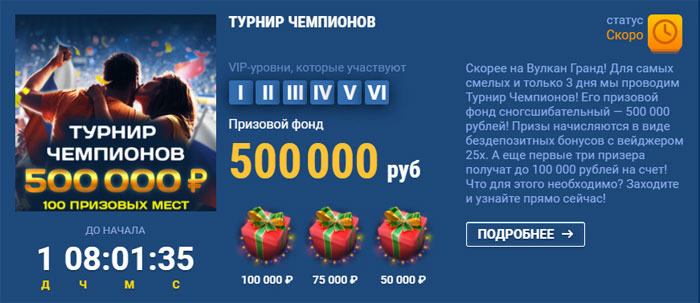 ТУРНИР ЧЕМПИОНОВ
статус
Скоро
VIP-уровни, которые участвуют
I II III IV V VI
Призовой фонд
500 000 руб
100 000 ₽ 75 000 ₽ 50 000 ₽
ТУРНИР
ЧЕМПИОНОВ
500 000 ₽
100 ПРИЗОВЫХ МЕСТ
ДО НАЧАЛА
1 08:01:35
Д Ч М С
Скорее на Вулкан Гранд! Для самых
смелых и только 3 дня мы проводим
Турнир Чемпионов! Его призовой
фонд сногсшибательный — 500 000
рублей! Призы начисляются в виде
бездепозитных бонусов с вейджером
25x. А еще первые три призера
получат до 100 000 рублей на счет!
Что для этого необходимо? Заходите
и узнайте прямо сейчас!
ПОДРОБНЕЕ →